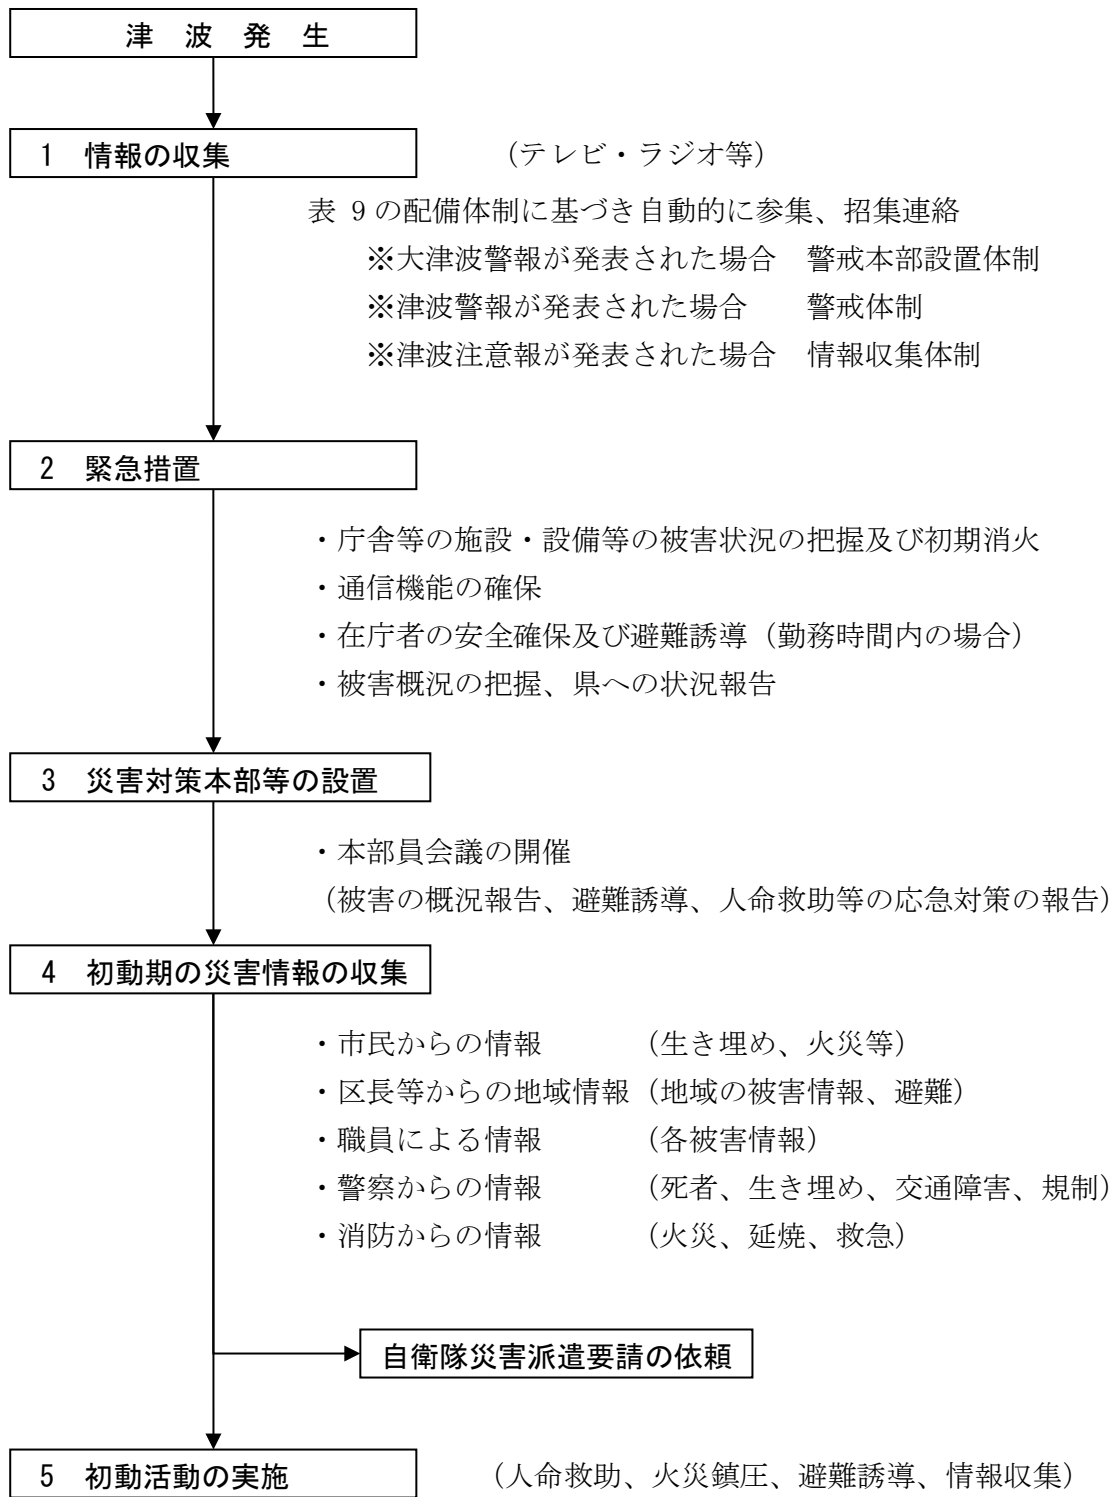 津 波 発 生
1 情報の収集 (テレビ・ラジオ等)
表 9 の配備体制に基づき自動的に参集、招集連絡
※大津波警報が発表された場合 警戒本部設置体制
※津波警報が発表された場合 警戒体制
※津波注意報が発表された場合 情報収集体制
2 緊急措置
・庁舎等の施設・設備等の被害状況の把握及び初期消火
・通信機能の確保
・在庁者の安全確保及び避難誘導（勤務時間内の場合）
・被害概況の把握、県への状況報告
3 災害対策本部等の設置
・本部員会議の開催
（被害の概況報告、避難誘導、人命救助等の応急対策の報告）
4 初動期の災害情報の収集
・市民からの情報 （生き埋め、火災等）
・区長等からの地域情報（地域の被害情報、避難）
・職員による情報 （各被害情報）
・警察からの情報 （死者、生き埋め、交通障害、規制）
・消防からの情報 （火災、延焼、救急）
自衛隊災害派遣要請の依頼
5 初動活動の実施 （人命救助、火災鎮圧、避難誘導、情報収集）